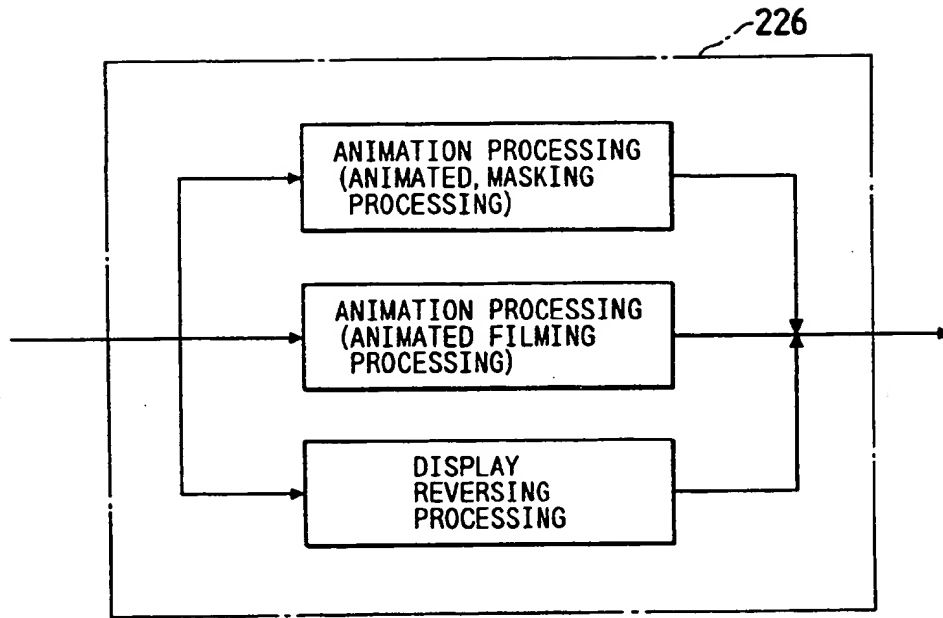 226
ANIMATION PROCESSING
(ANIMATED, MASKING
PROCESSING)
ANIMATION PROCESSING
(ANIMATED FILMING
PROCESSING)
DISPLAY
REVERSING
PROCESSING